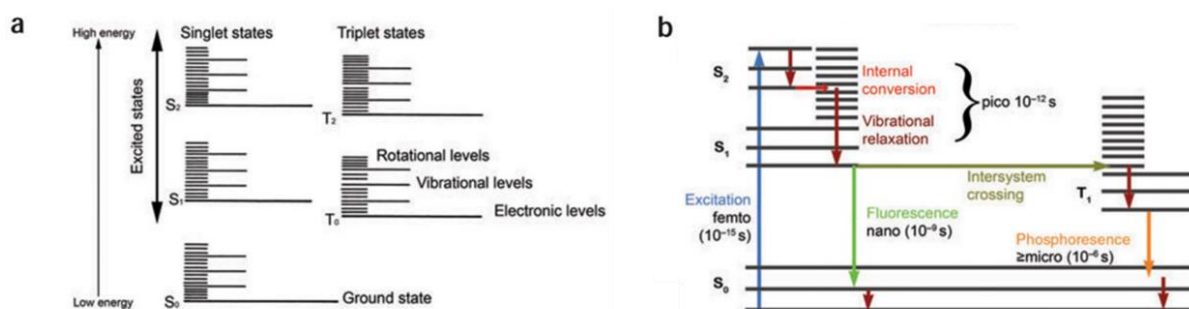 a
High energy
Singlet states
Triplet states
Excited states
S2
T2
Rotational levels
Vibrational levels
S1
T0
Electronic levels
S0
Ground state
Low energy
b
S2
Internal
conversion
pico 10⁻¹² s
Vibrational
relaxation
S1
Intersystem
crossing
T1
Excitation
femto
(10⁻¹⁵ s)
Fluorescence
nano (10⁻⁹ s)
Phosphoresence
≥micro (10⁻⁶ s)
S0